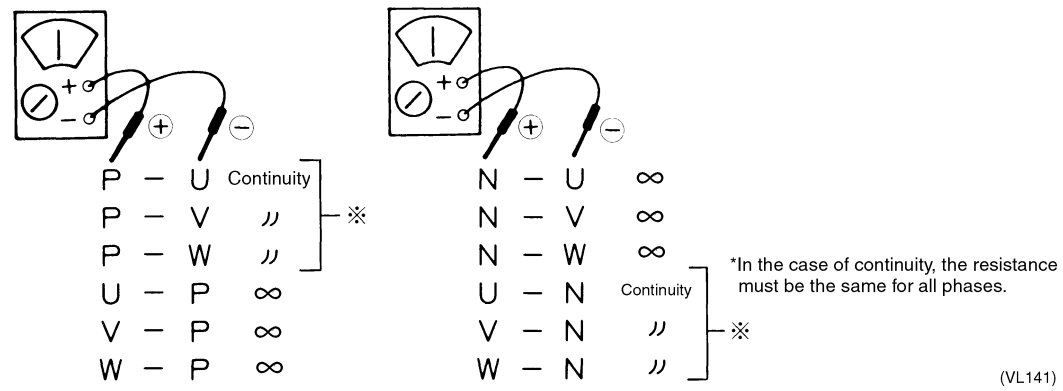 +
−
⊕ ⊖
P − U Continuity
P − V 〃
P − W 〃
※
U − P ∞
V − P ∞
W − P ∞
+
−
⊕ ⊖
N − U ∞
N − V ∞
N − W ∞
U − N Continuity
V − N 〃
W − N 〃
※
*In the case of continuity, the resistance
must be the same for all phases.
(VL141)